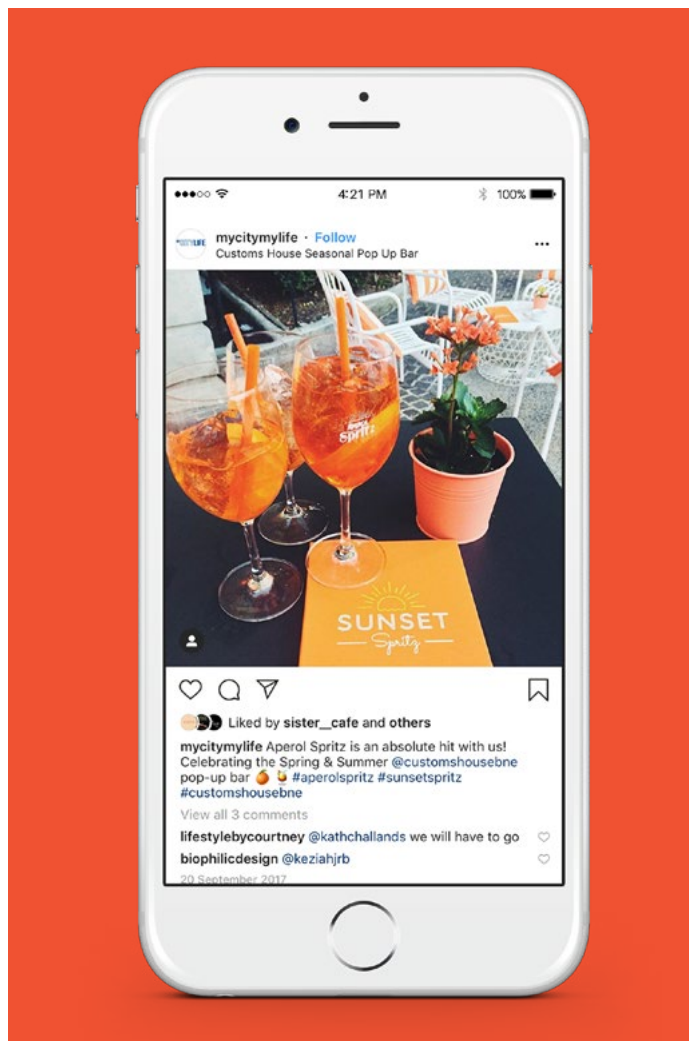 4:21 PM
100%
mycitymylife · Follow
Customs House Seasonal Pop Up Bar
Spritz
SUNSET
Spritz
Liked by sister__cafe and others
mycitymylife Aperol Spritz is an absolute hit with us!
Celebrating the Spring & Summer @customshousebne
pop-up bar 🍊 🍹 #aperolspritz #sunsetspritz
#customshousebne
View all 3 comments
lifestylebycourtney @kathchallands we will have to go
biophilicdesign @keziahjrb
20 September 2017